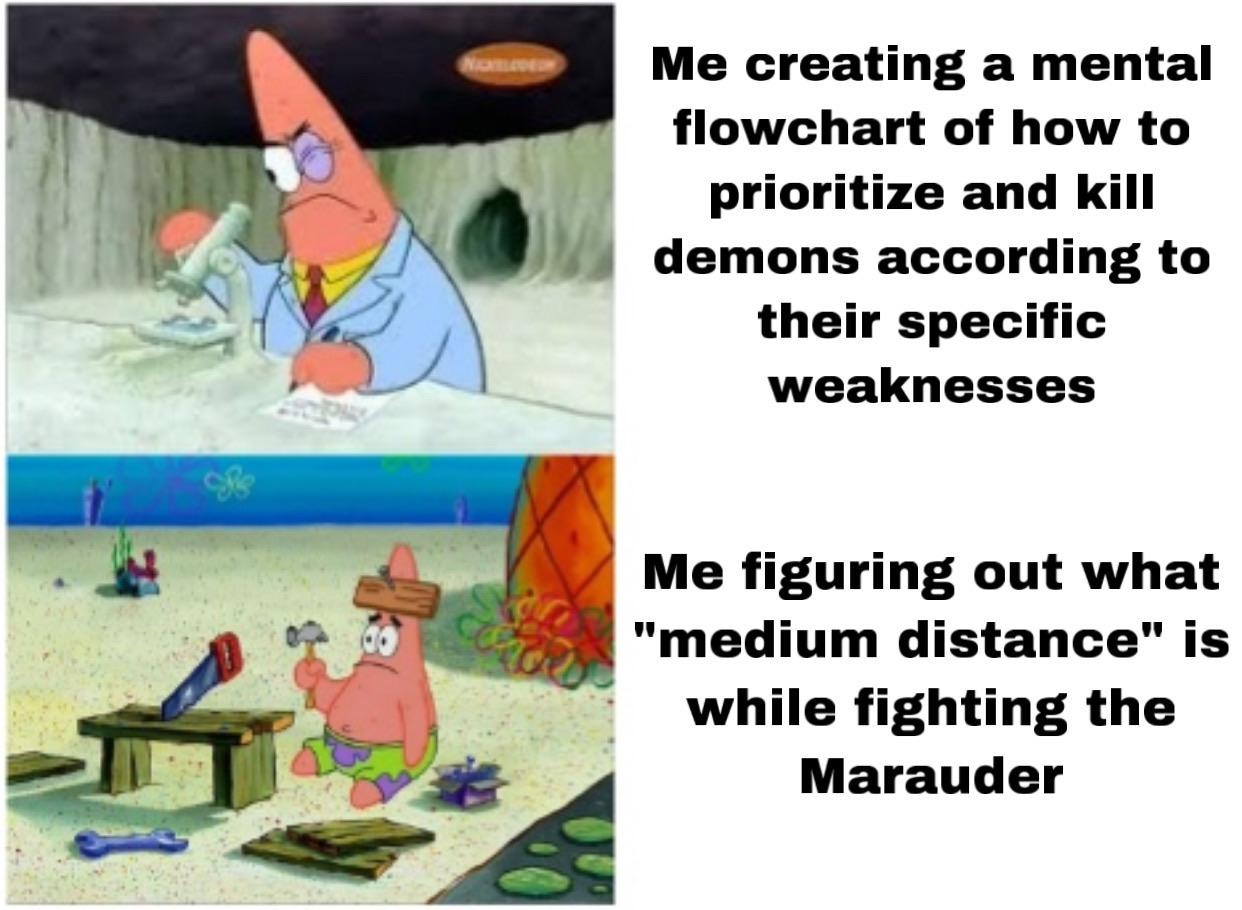 NICKELODEON
Me creating a mental
flowchart of how to
prioritize and kill
demons according to
their specific
weaknesses
Me figuring out what
"medium distance" is
while fighting the
Marauder